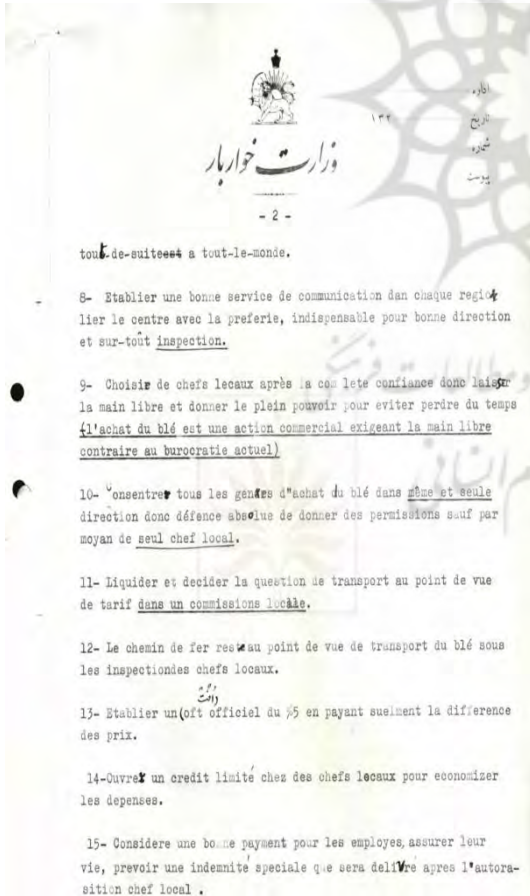 اداره
تاریخ ۱۳۲
شماره
پیوست
وزارت خواربار
- 2 -
tout-de-suite a tout-le-monde.
8- Etablier une bonne service de communication dan chaque region
lier le centre avec la preferie, indispensable pour bonne direction
et sur-toût inspection.
9- Choisir de chefs lecaux après la com lete confiance donc laisser
la main libre et donner le plein pouvoir pour eviter perdre du temps
(l'achat du blé est une action commercial exigeant la main libre
contraire au burocratie actuel)
10- Consentrer tous les genres d"achat du blé dans même et seule
direction donc défence absolue de donner des permissions sauf par
moyan de seul chef local.
11- Liquider et decider la question de transport au point de vue
de tarif dans un commissions locale.
12- Le chemin de fer reste au point de vue de transport du blé sous
les inspectiondes chefs locaux.
13- Etablier un(oft officiel du %5 en payant suelment la difference
des prix.
14-Ouvrer un credit limité chez des chefs locaux pour economizer
les depenses.
15- Considere une bonne payment pour les employes, assurer leur
vie, prevoir une indemnité speciale que sera delivré apres l'autora-
sition chef local .